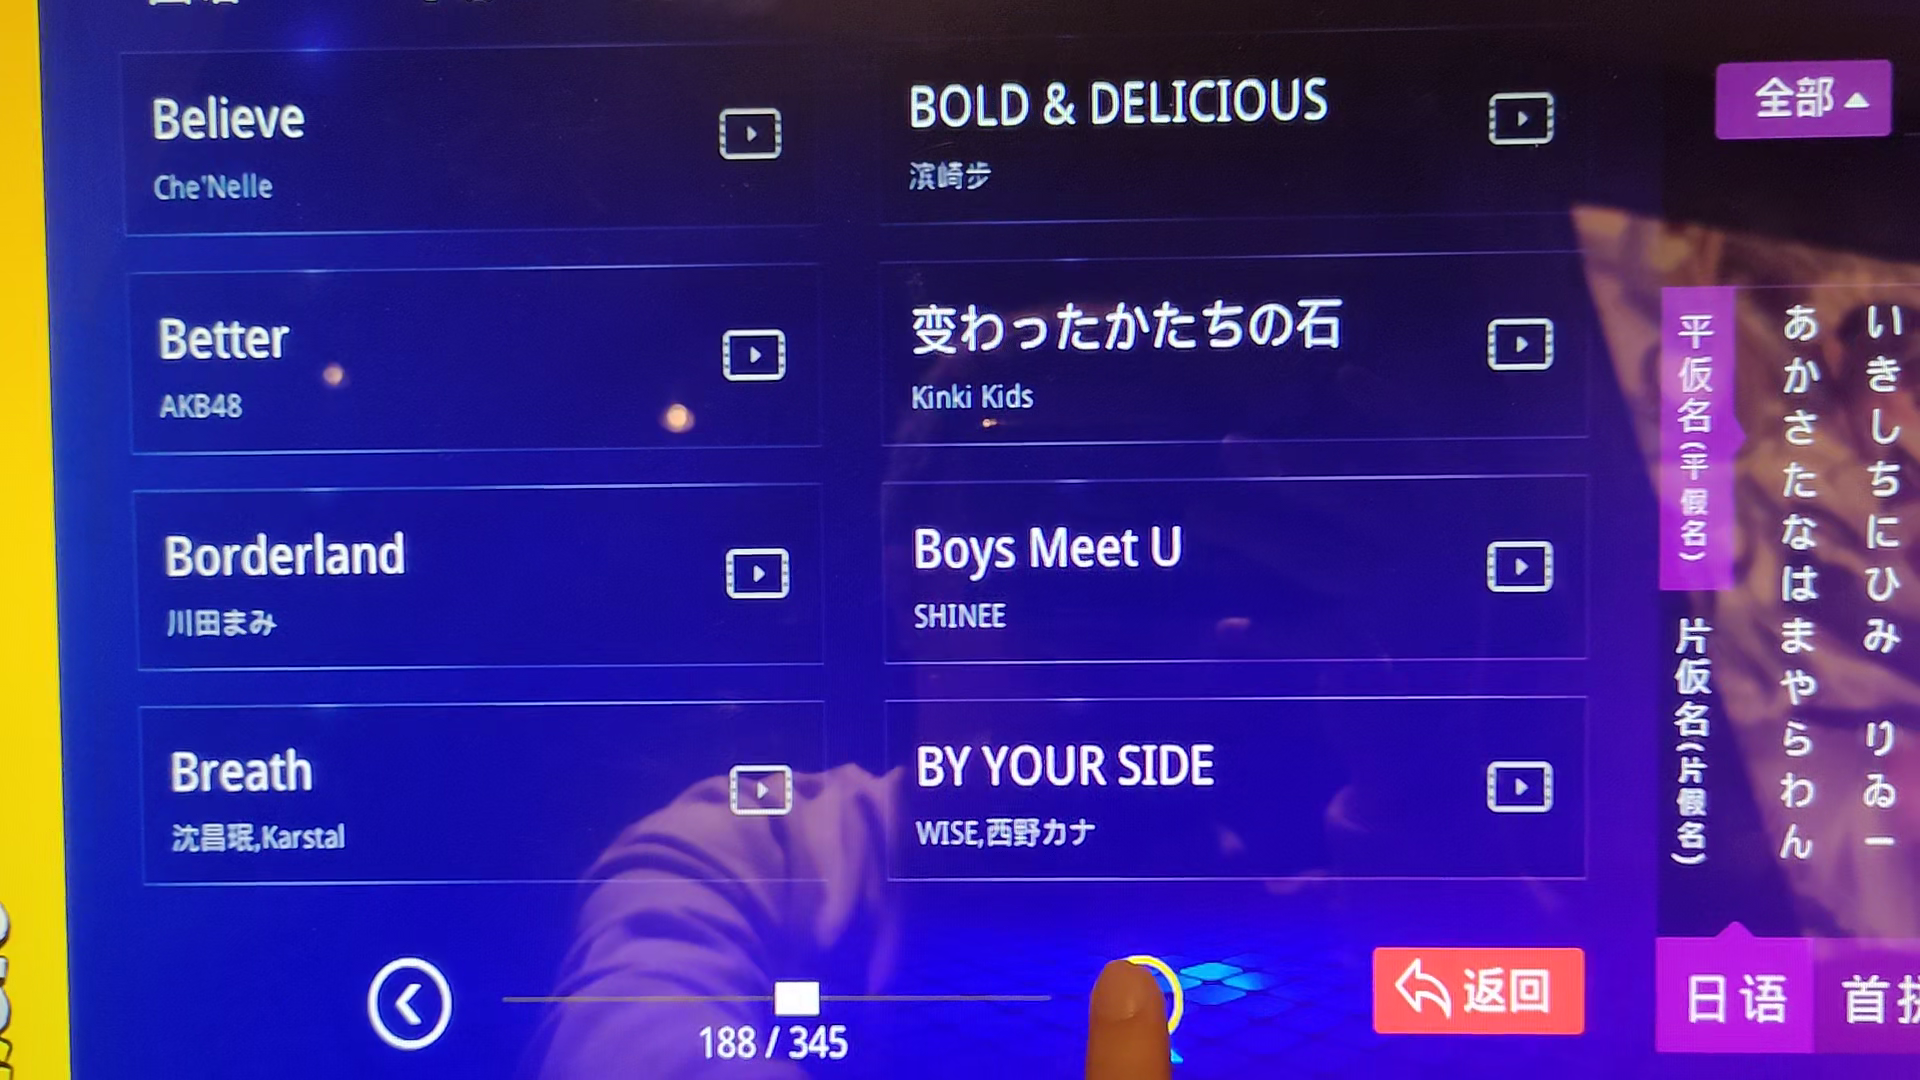 Believe
Che'Nelle
BOLD & DELICIOUS
滨崎步
全部
Better
AKB48
变わったかたちの石
Kinki Kids
Borderland
川田まみ
Boys Meet U
SHINEE
Breath
沈昌珉,Karstal
BY YOUR SIDE
WISE,西野カナ
188 / 345
返回
平仮名(平假名)
片仮名(片假名)
あかさたなはまやらわん
いきしちにひみ りゐー
日语
首